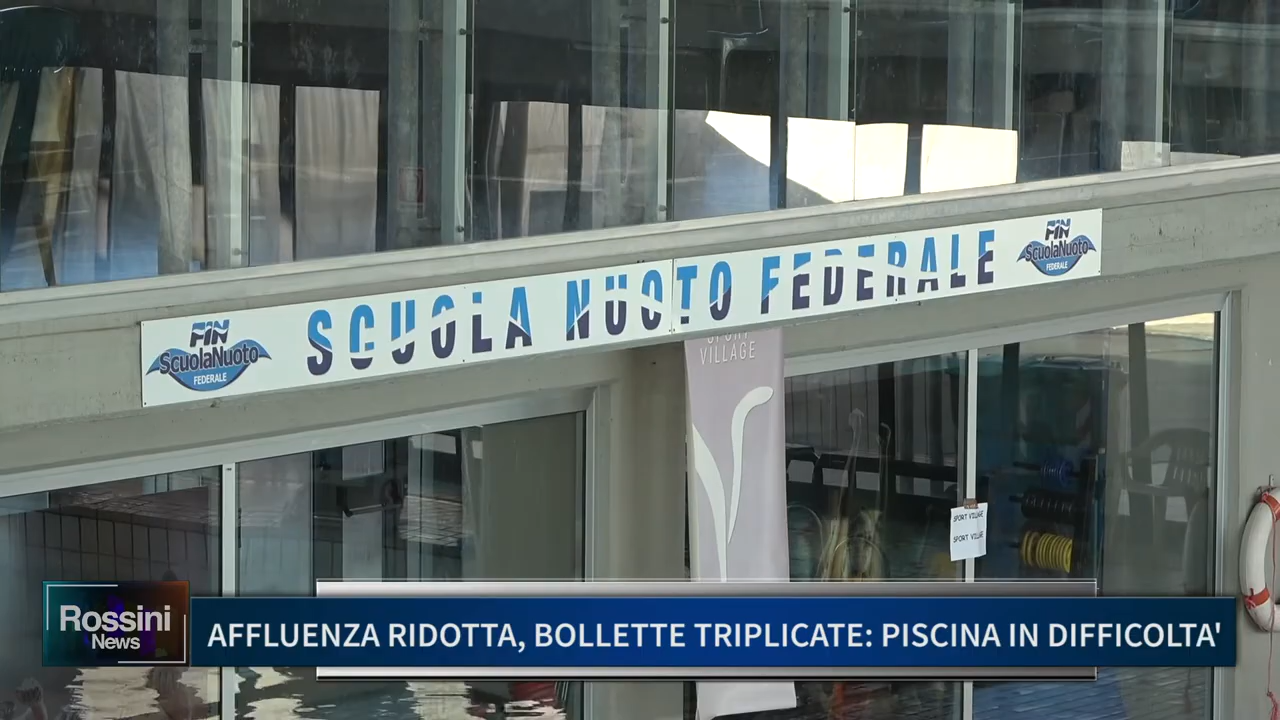 FIN
ScuolaNuoto
FEDERALE
SCUOLA NUOTO FEDERALE
FIN
ScuolaNuoto
FEDERALE
SPORT
VILLAGE
SPORT VILLAGE
SPORT VILLAGE
Rossini
News
AFFLUENZA RIDOTTA, BOLLETTE TRIPLICATE: PISCINA IN DIFFICOLTA'